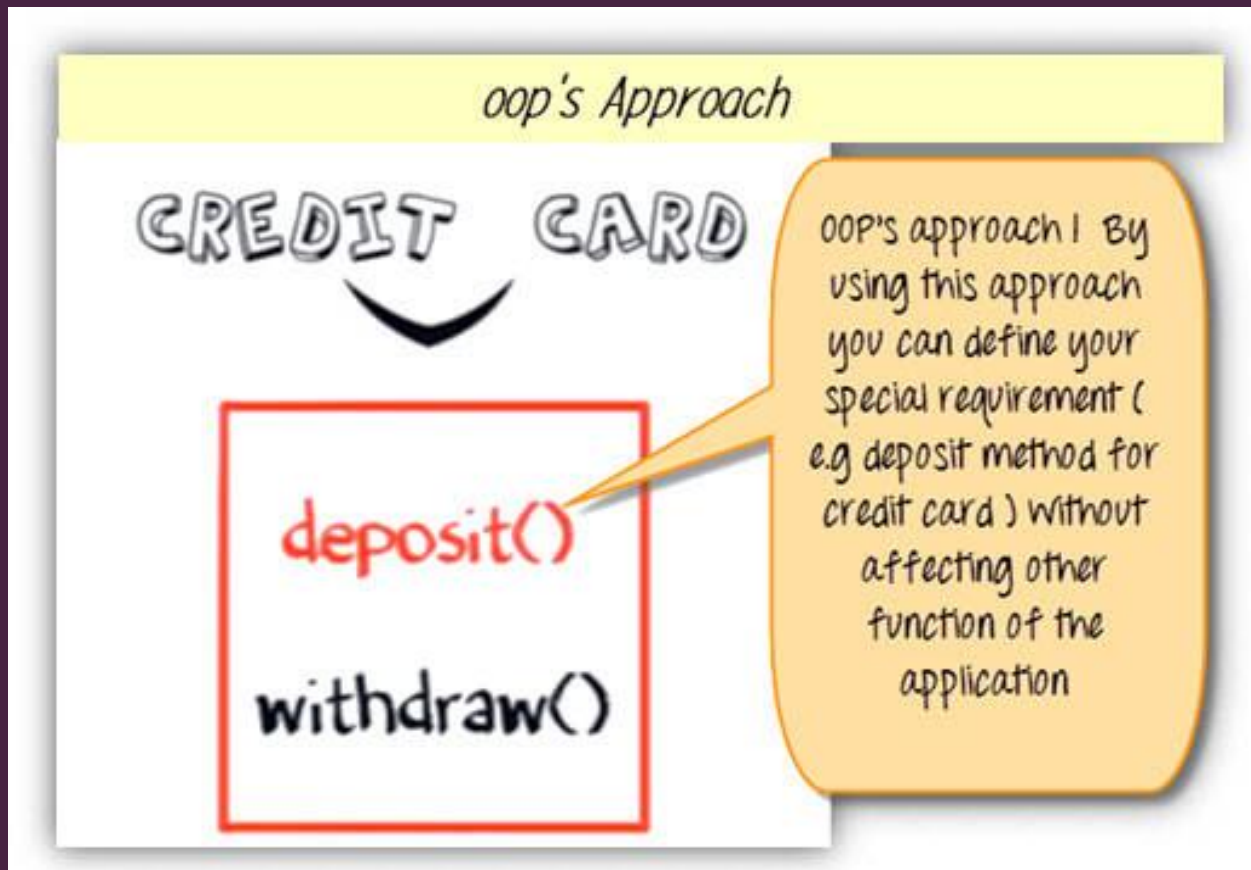 oop's Approach
CREDIT CARD
deposit()
withdraw()
OOP's approach ! By
using this approach
you can define your
special requirement (
e.g deposit method for
credit card ) without
affecting other
function of the
application